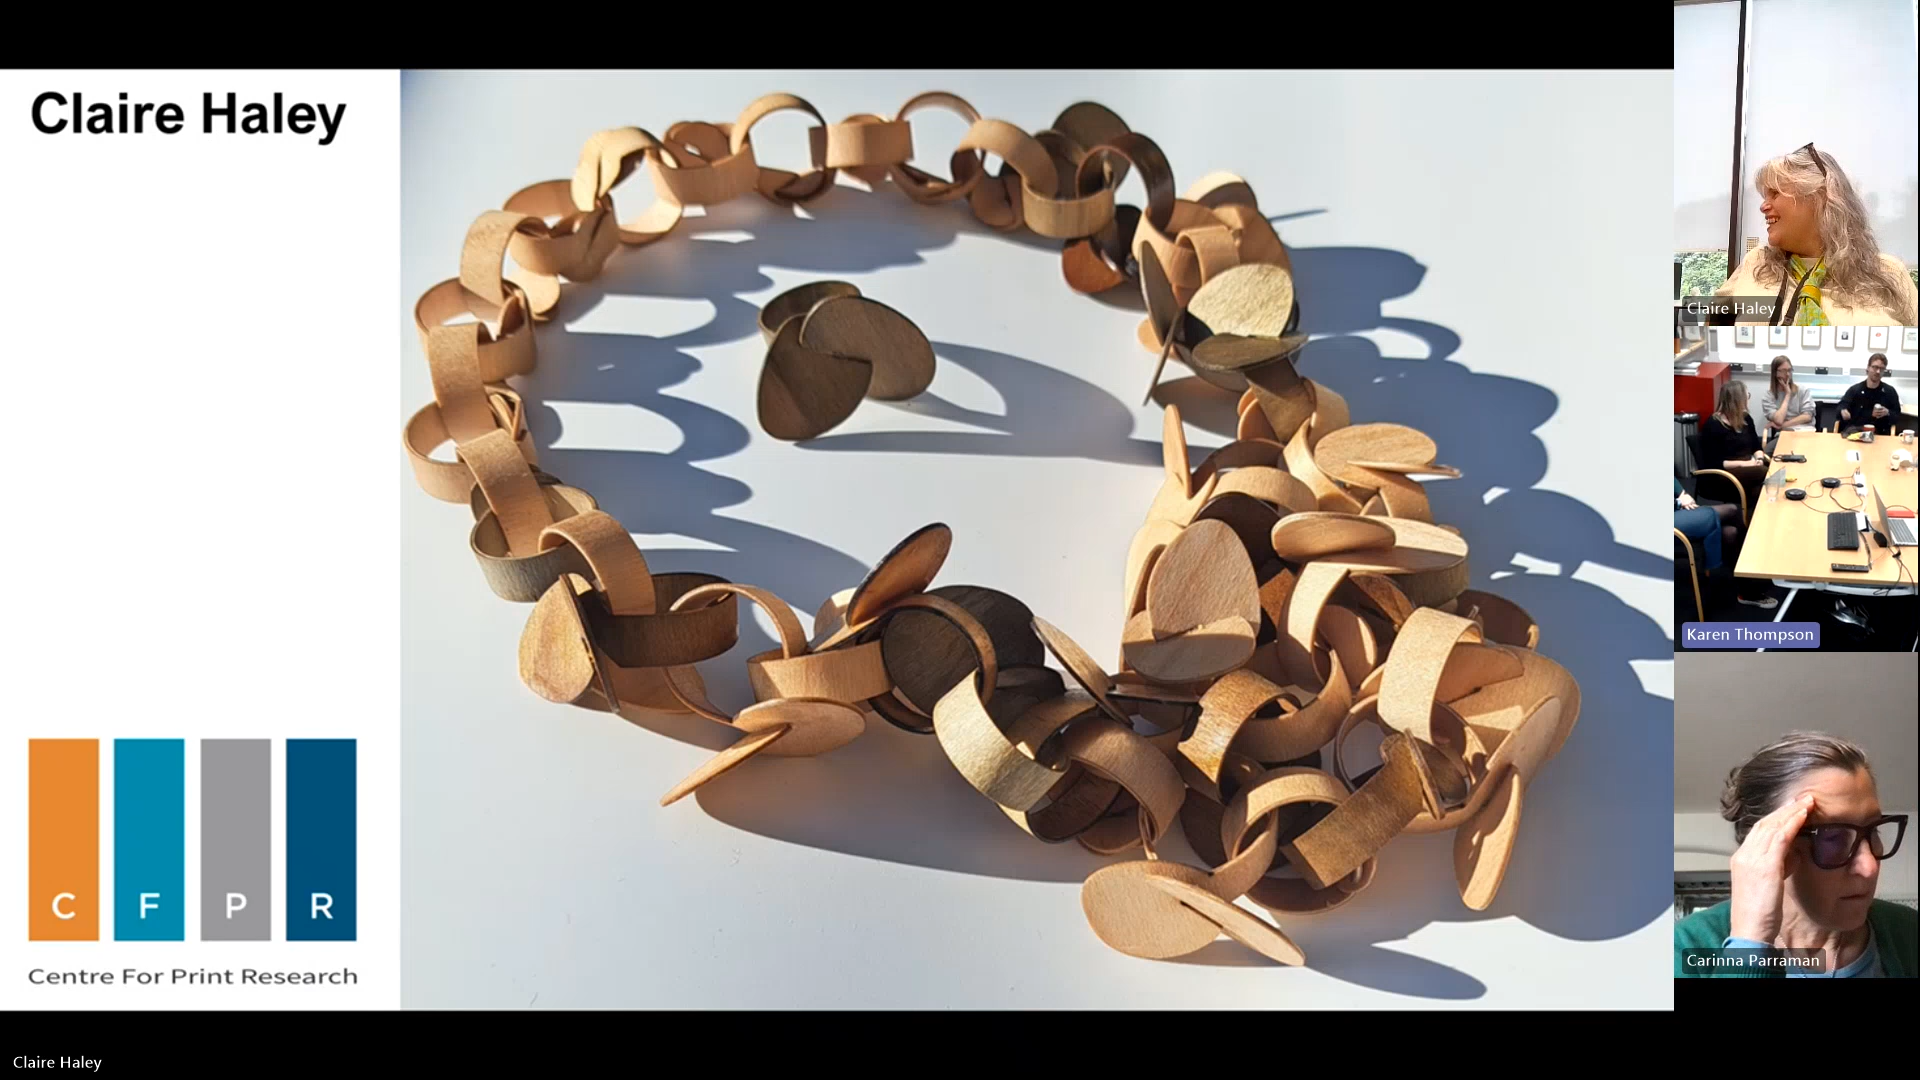 Claire Haley
C F P R
Centre For Print Research
Claire Haley
Claire Haley
Karen Thompson
Carinna Parraman